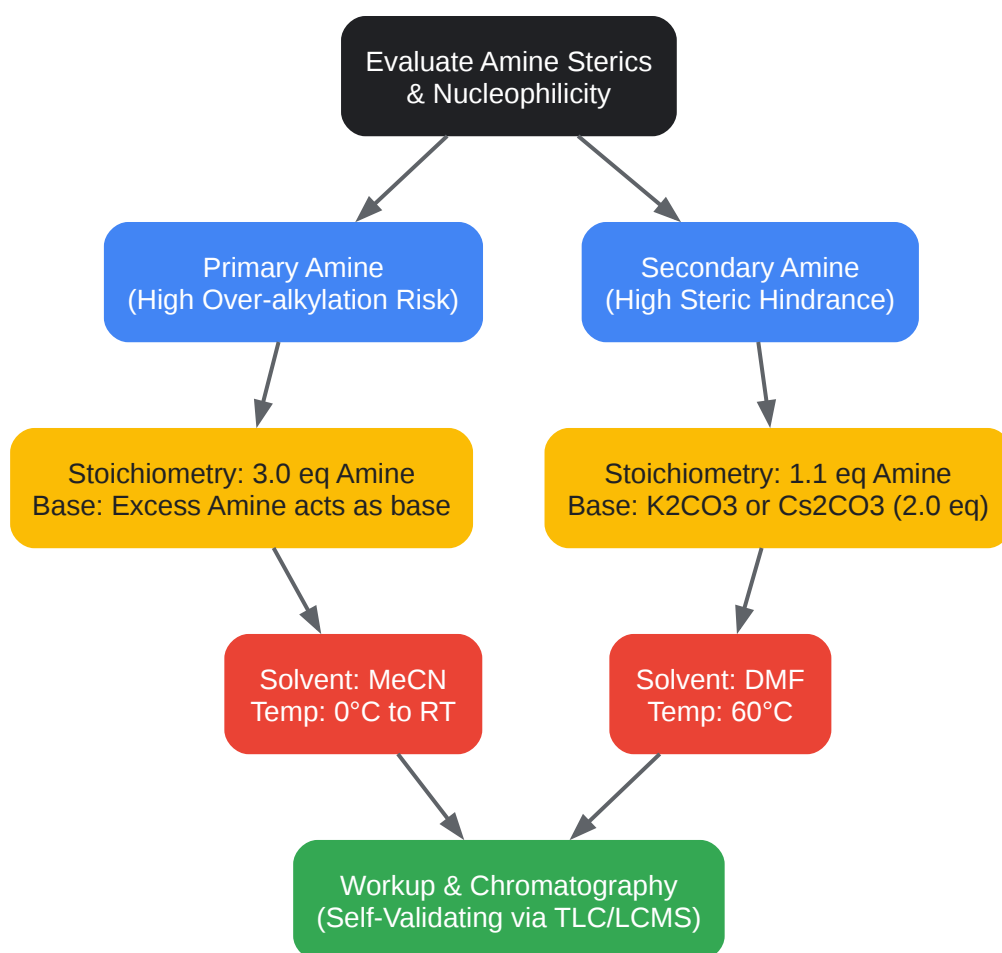 Evaluate Amine Sterics
& Nucleophilicity
Primary Amine
(High Over-alkylation Risk)
Secondary Amine
(High Steric Hindrance)
Stoichiometry: 3.0 eq Amine
Base: Excess Amine acts as base
Stoichiometry: 1.1 eq Amine
Base: K2CO3 or Cs2CO3 (2.0 eq)
Solvent: MeCN
Temp: 0°C to RT
Solvent: DMF
Temp: 60°C
Workup & Chromatography
(Self-Validating via TLC/LCMS)